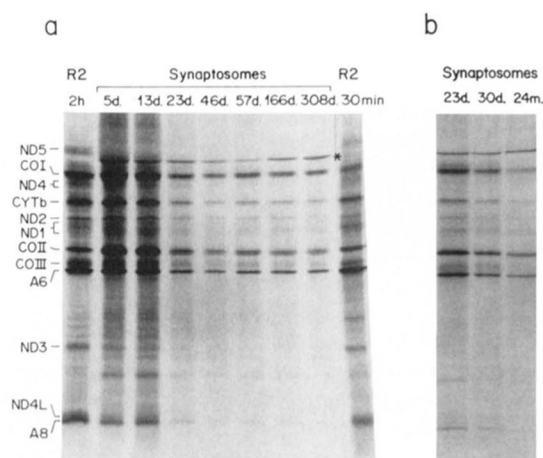 a
b
R2 Synaptosomes R2
2h 5d. 13d. 23d. 46d. 57d. 166d. 308d. 30min
Synaptosomes
23d. 30d. 24m.
*
ND5
COI
ND4
CYTb
ND2
ND1
COII
COIII
A6
ND3
ND4L
A8